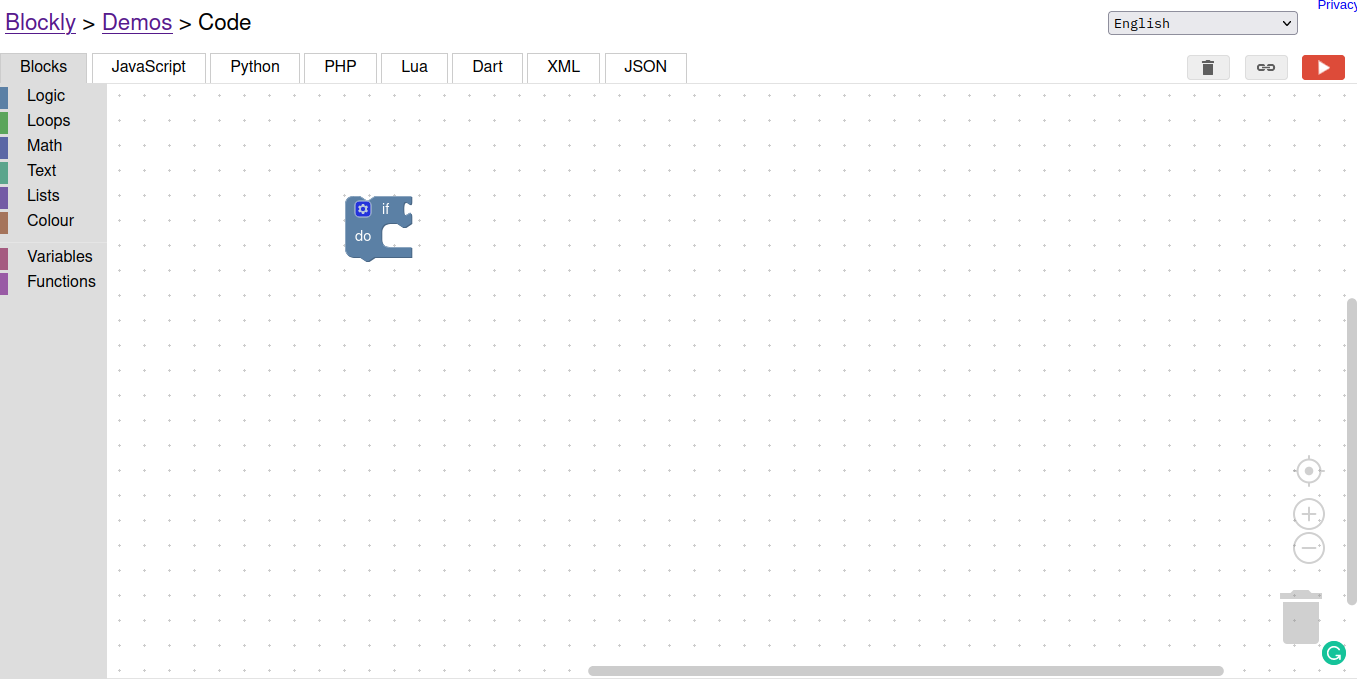 Privacy
Blockly > Demos > Code
English
Blocks JavaScript Python PHP Lua Dart XML JSON
Logic
Loops
Math
Text
Lists
Colour
Variables
Functions
if
do